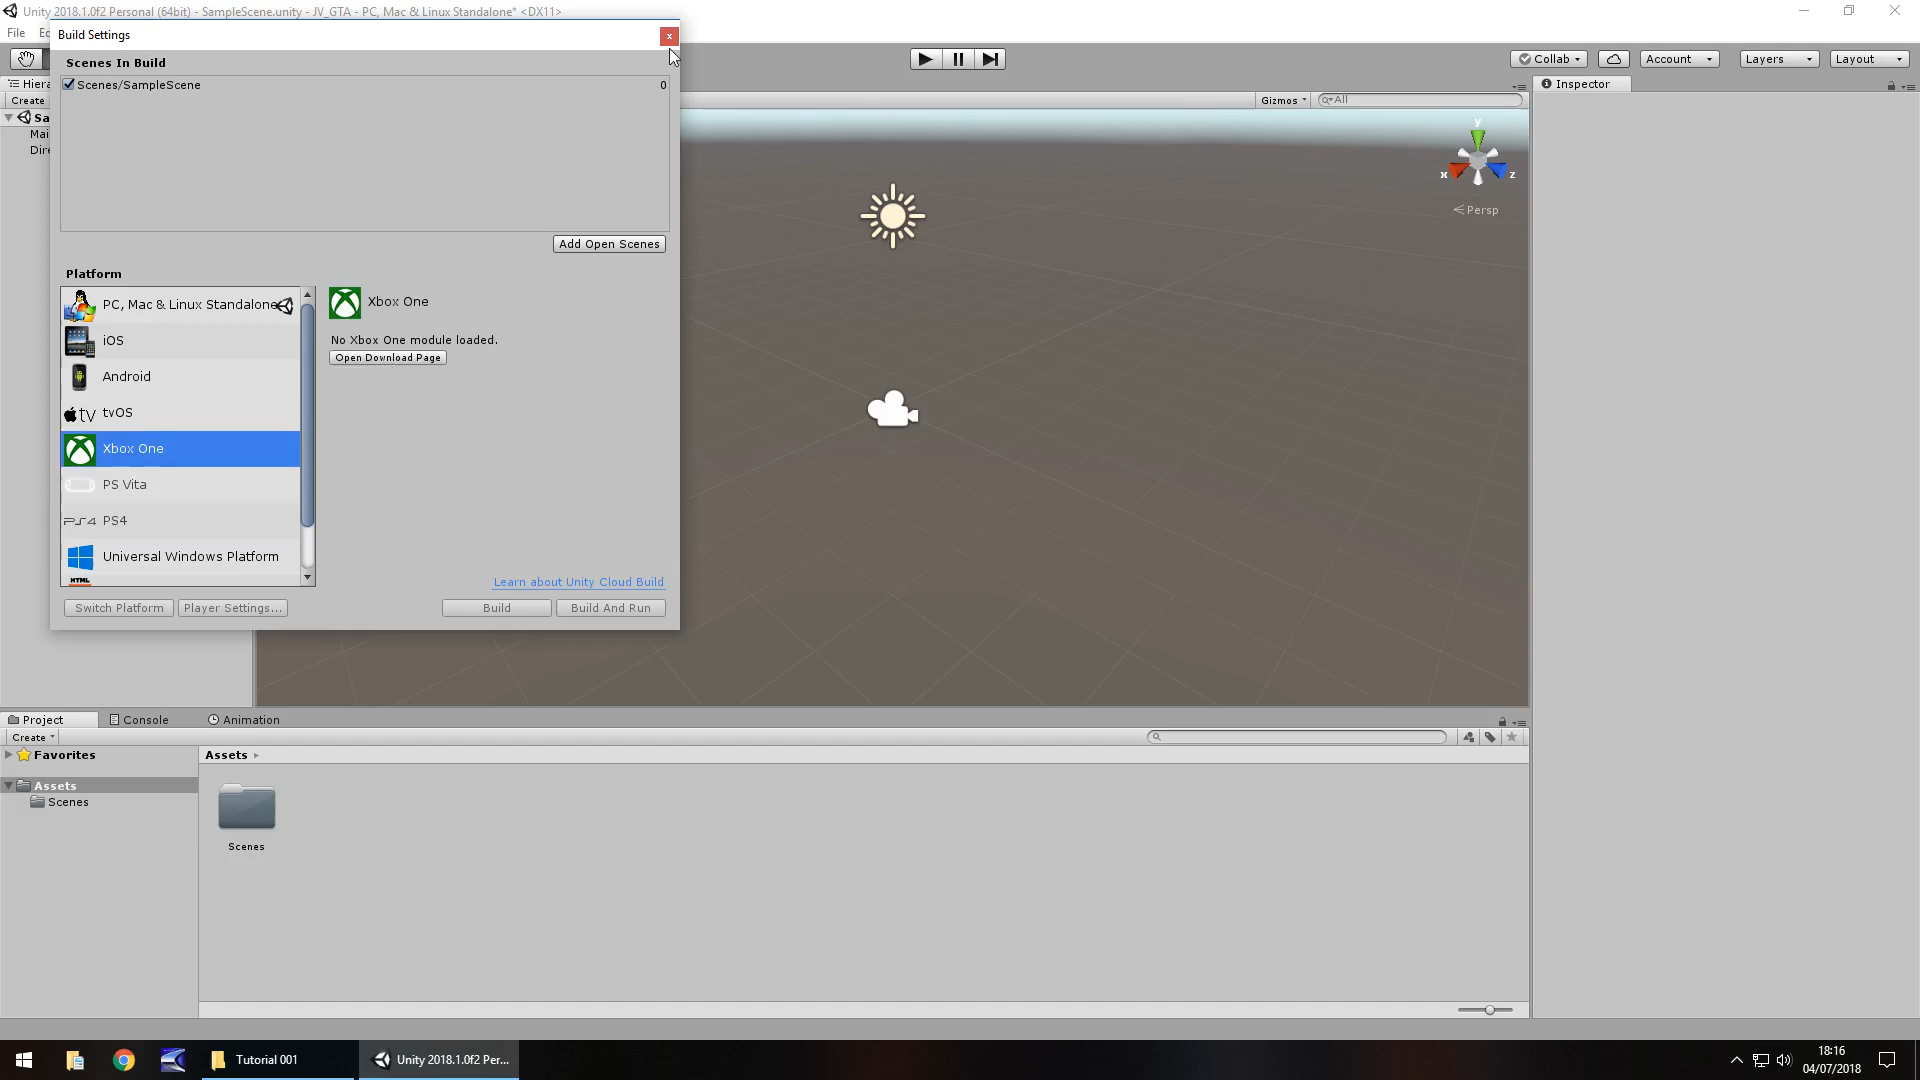 Unity 2018.1.0f2 Personal (64bit) - SampleScene.unity - JV_GTA - PC, Mac & Linux Standalone* <DX11>
File
Build Settings
x
Collab
Account
Layers
Layout
Scenes In Build
Scenes/SampleScene
0
Add Open Scenes
Platform
PC, Mac & Linux Standalone
iOS
Android
tv tvOS
Xbox One
PS Vita
PS4 PS4
Universal Windows Platform
HTML
Xbox One
No Xbox One module loaded.
Open Download Page
Learn about Unity Cloud Build
Switch Platform
Player Settings...
Build
Build And Run
Create
Gizmos
All
Inspector
y
x
z
Persp
Project
Console
Animation
Create
Favorites
Assets
Scenes
Assets
Scenes
Tutorial 001
Unity 2018.1.0f2 Per...
18:16
04/07/2018